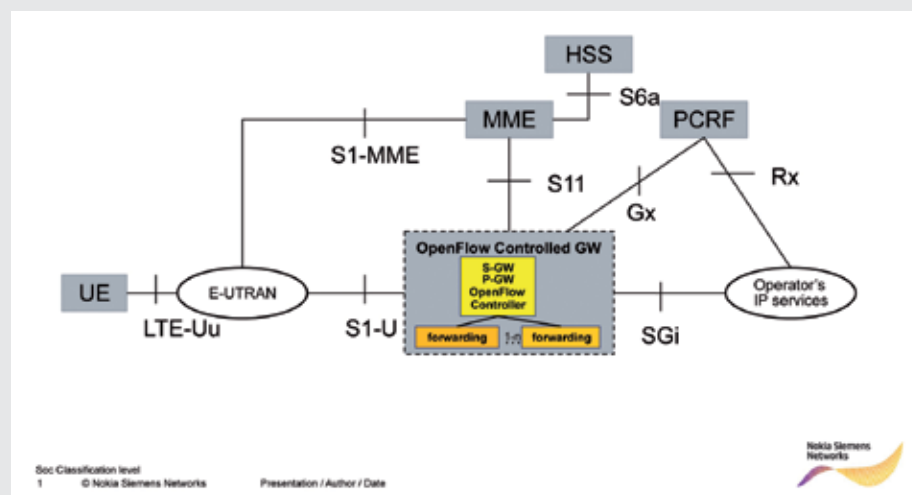 HSS
S6a
MME
PCRF
S1-MME
S11
Gx
Rx
OpenFlow Controlled GW
S-GW
P-GW
OpenFlow
Controller
UE
E-UTRAN
Operator's
IP services
LTE-Uu
S1-U
forwarding
forwarding
SGi
Soc Classification level
1 © Nokia Siemens Networks Presentation / Author / Date
Nokia Siemens
Networks